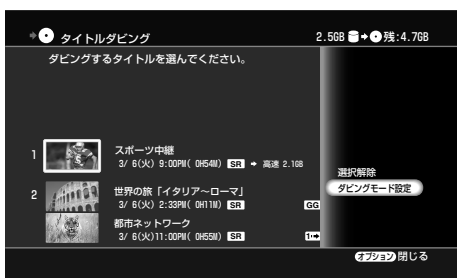 タイトルダビング 2.5GB 残:4.7GB
ダビングするタイトルを選んでください。
1 スポーツ中継
3/ 6(火) 9:00PM( 0H54M) SR 高速 2.1GB
選択解除
ダビングモード設定
2 世界の旅「イタリア~ローマ」
3/ 6(火) 2:33PM( 0H11M) SR GG
都市ネットワーク
3/ 6(火)11:00PM( 0H55M) SR 1
オプション 閉じる